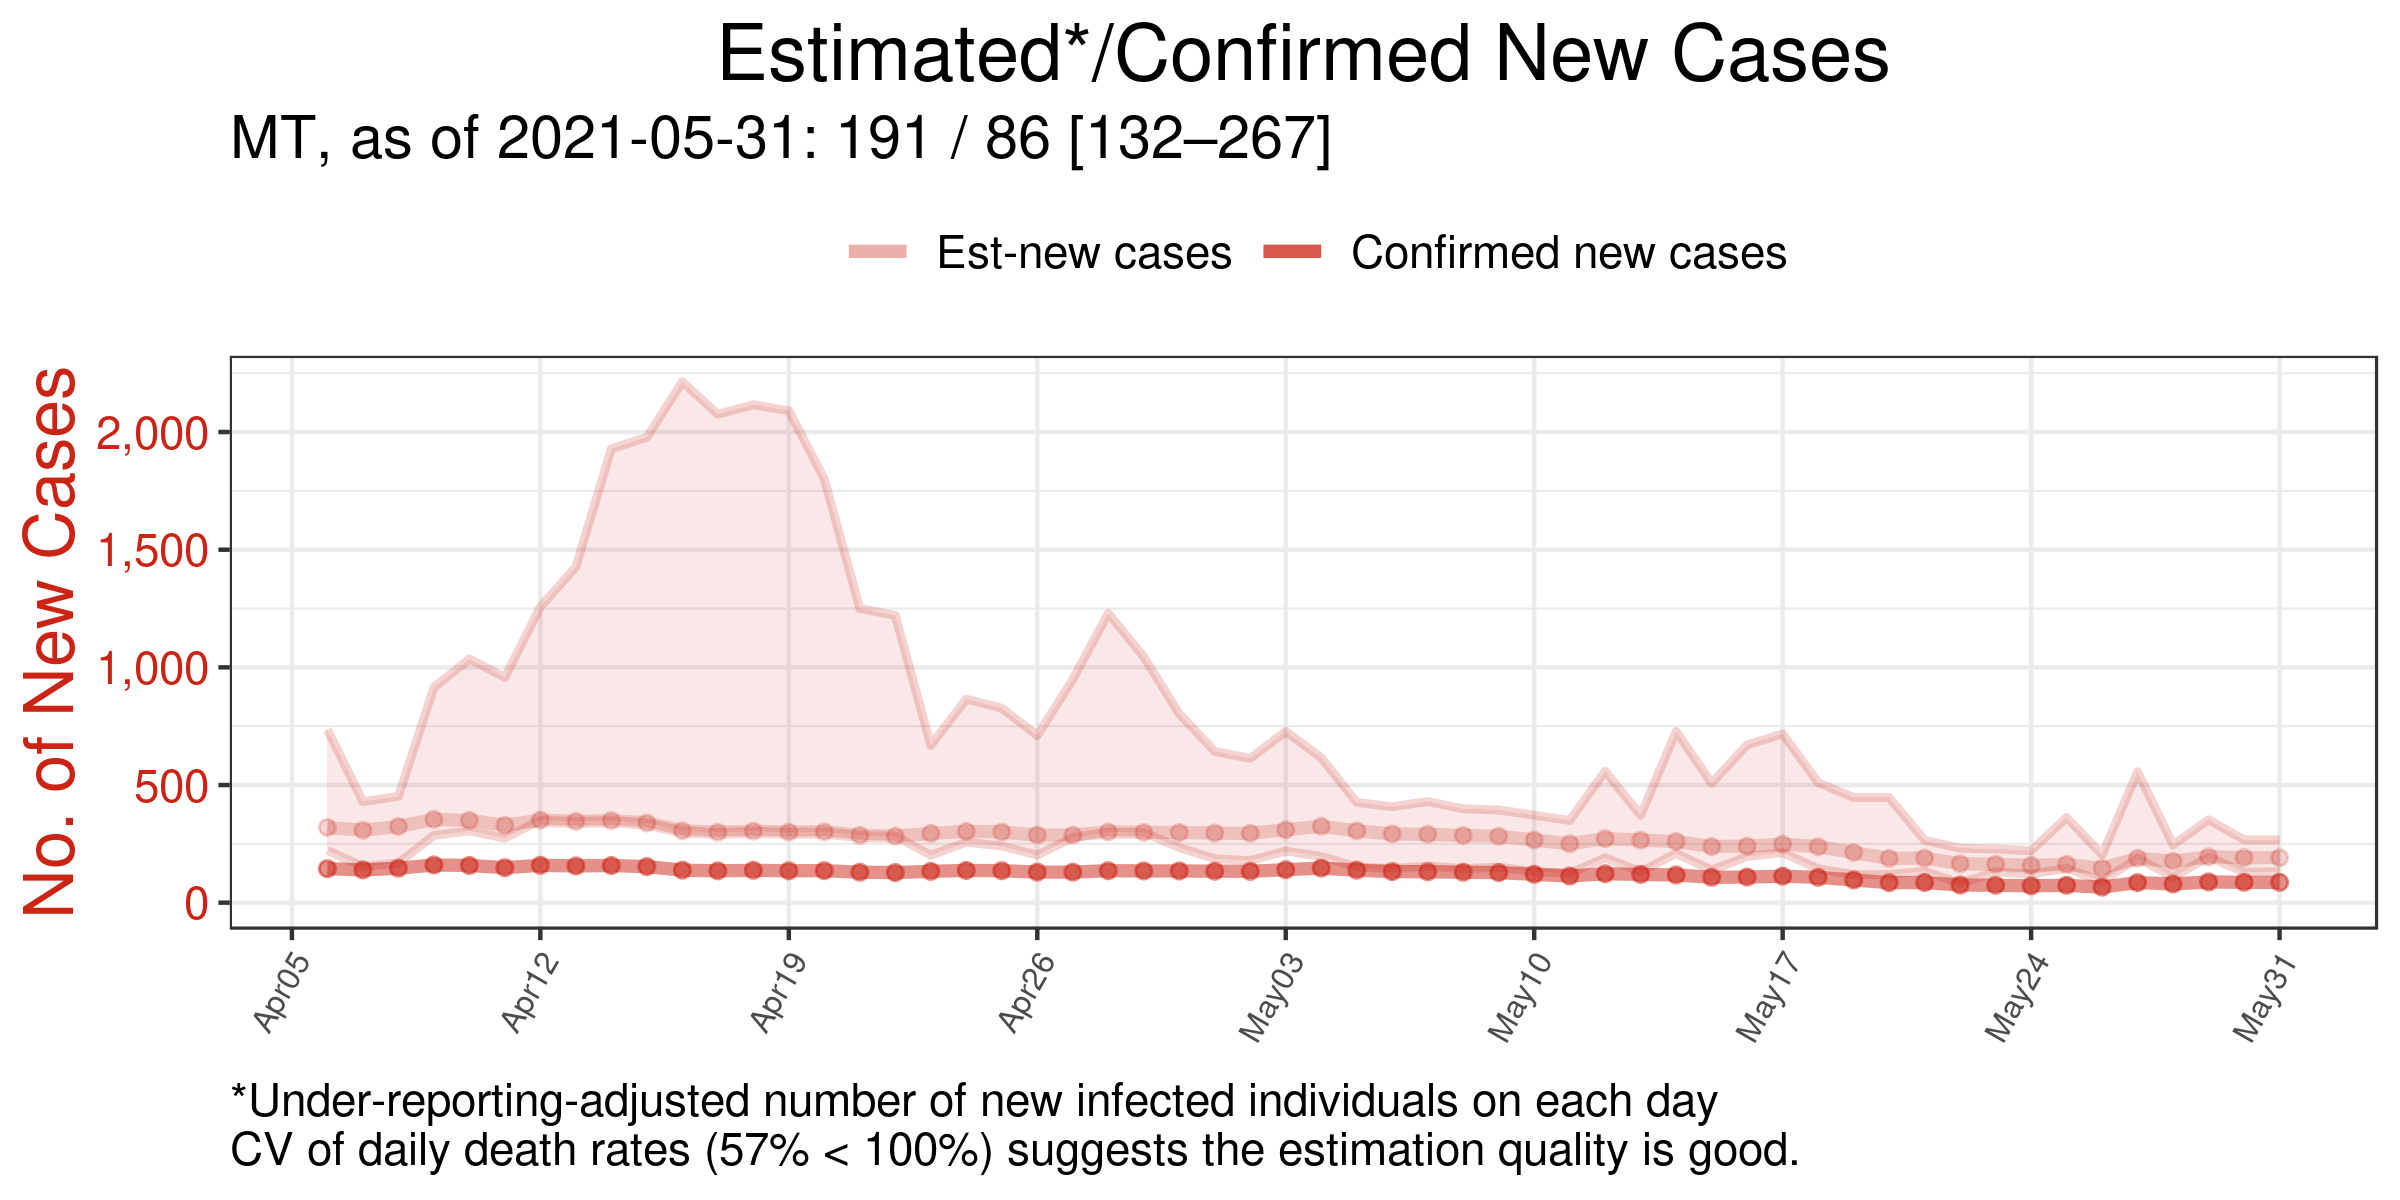 Estimated*/Confirmed New Cases
MT, as of 2021-05-31: 191 / 86 [132–267]
Est-new cases Confirmed new cases
No. of New Cases
2,000
1,500
1,000
500
0
Apr05 Apr12 Apr19 Apr26 May03 May10 May17 May24 May31
*Under-reporting-adjusted number of new infected individuals on each day
CV of daily death rates (57% < 100%) suggests the estimation quality is good.